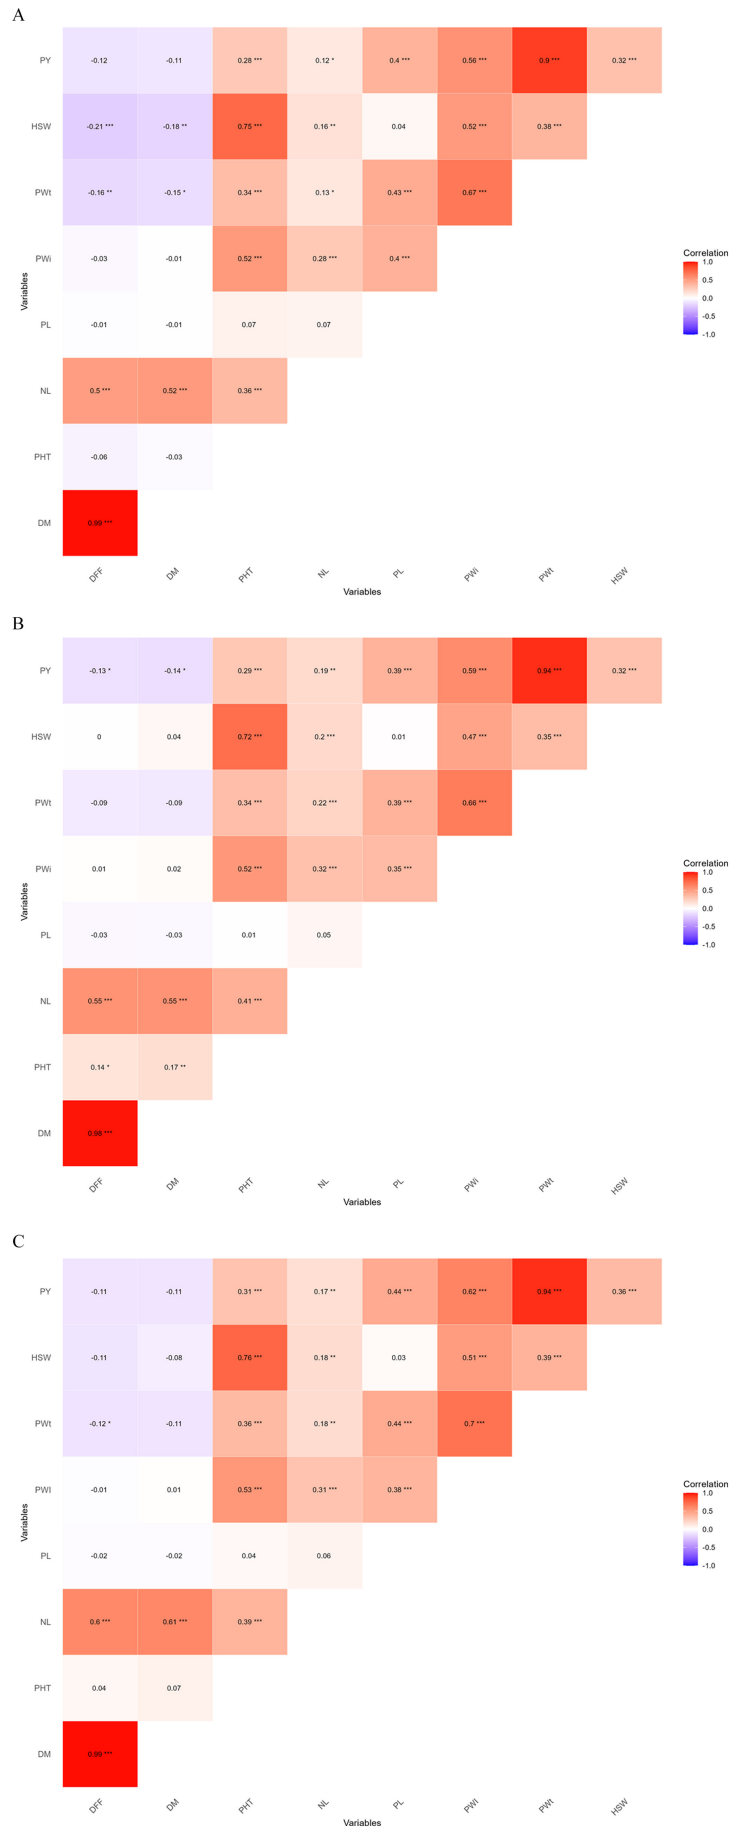 A
PY -0.12 -0.11 0.28 *** 0.12 * 0.4 *** 0.56 *** 0.9 *** 0.32 ***
HSW -0.21 *** -0.18 ** 0.75 *** 0.16 ** 0.04 0.52 *** 0.38 ***
PWt -0.16 ** -0.15 * 0.34 *** 0.13 * 0.43 *** 0.67 ***
PWi -0.03 -0.01 0.52 *** 0.28 *** 0.4 ***
PL -0.01 -0.01 0.07 0.07
NL 0.5 *** 0.52 *** 0.36 ***
PHT -0.06 -0.03
DM 0.99 ***
DFF DM PHT NL PL PWi PWt HSW
Variables
Variables
Correlation
1.0
0.5
0.0
-0.5
-1.0
B
PY -0.13 * -0.14 * 0.29 *** 0.19 ** 0.39 *** 0.59 *** 0.94 *** 0.32 ***
HSW 0 0.04 0.72 *** 0.2 *** 0.01 0.47 *** 0.35 ***
PWt -0.09 -0.09 0.34 *** 0.22 *** 0.39 *** 0.66 ***
PWi 0.01 0.02 0.52 *** 0.32 *** 0.35 ***
PL -0.03 -0.03 0.01 0.05
NL 0.55 *** 0.55 *** 0.41 ***
PHT 0.14 * 0.17 **
DM 0.98 ***
DFF DM PHT NL PL PWi PWt HSW
Variables
Variables
Correlation
1.0
0.5
0.0
-0.5
-1.0
C
PY -0.11 -0.11 0.31 *** 0.17 ** 0.44 *** 0.62 *** 0.94 *** 0.36 ***
HSW -0.11 -0.08 0.76 *** 0.18 ** 0.03 0.51 *** 0.39 ***
PWt -0.12 * -0.11 0.36 *** 0.18 ** 0.44 *** 0.7 ***
PWI -0.01 0.01 0.53 *** 0.31 *** 0.38 ***
PL -0.02 -0.02 0.04 0.06
NL 0.6 *** 0.61 *** 0.39 ***
PHT 0.04 0.07
DM 0.99 ***
DFF DM PHT NL PL PWI PWt HSW
Variables
Variables
Correlation
1.0
0.5
0.0
-0.5
-1.0